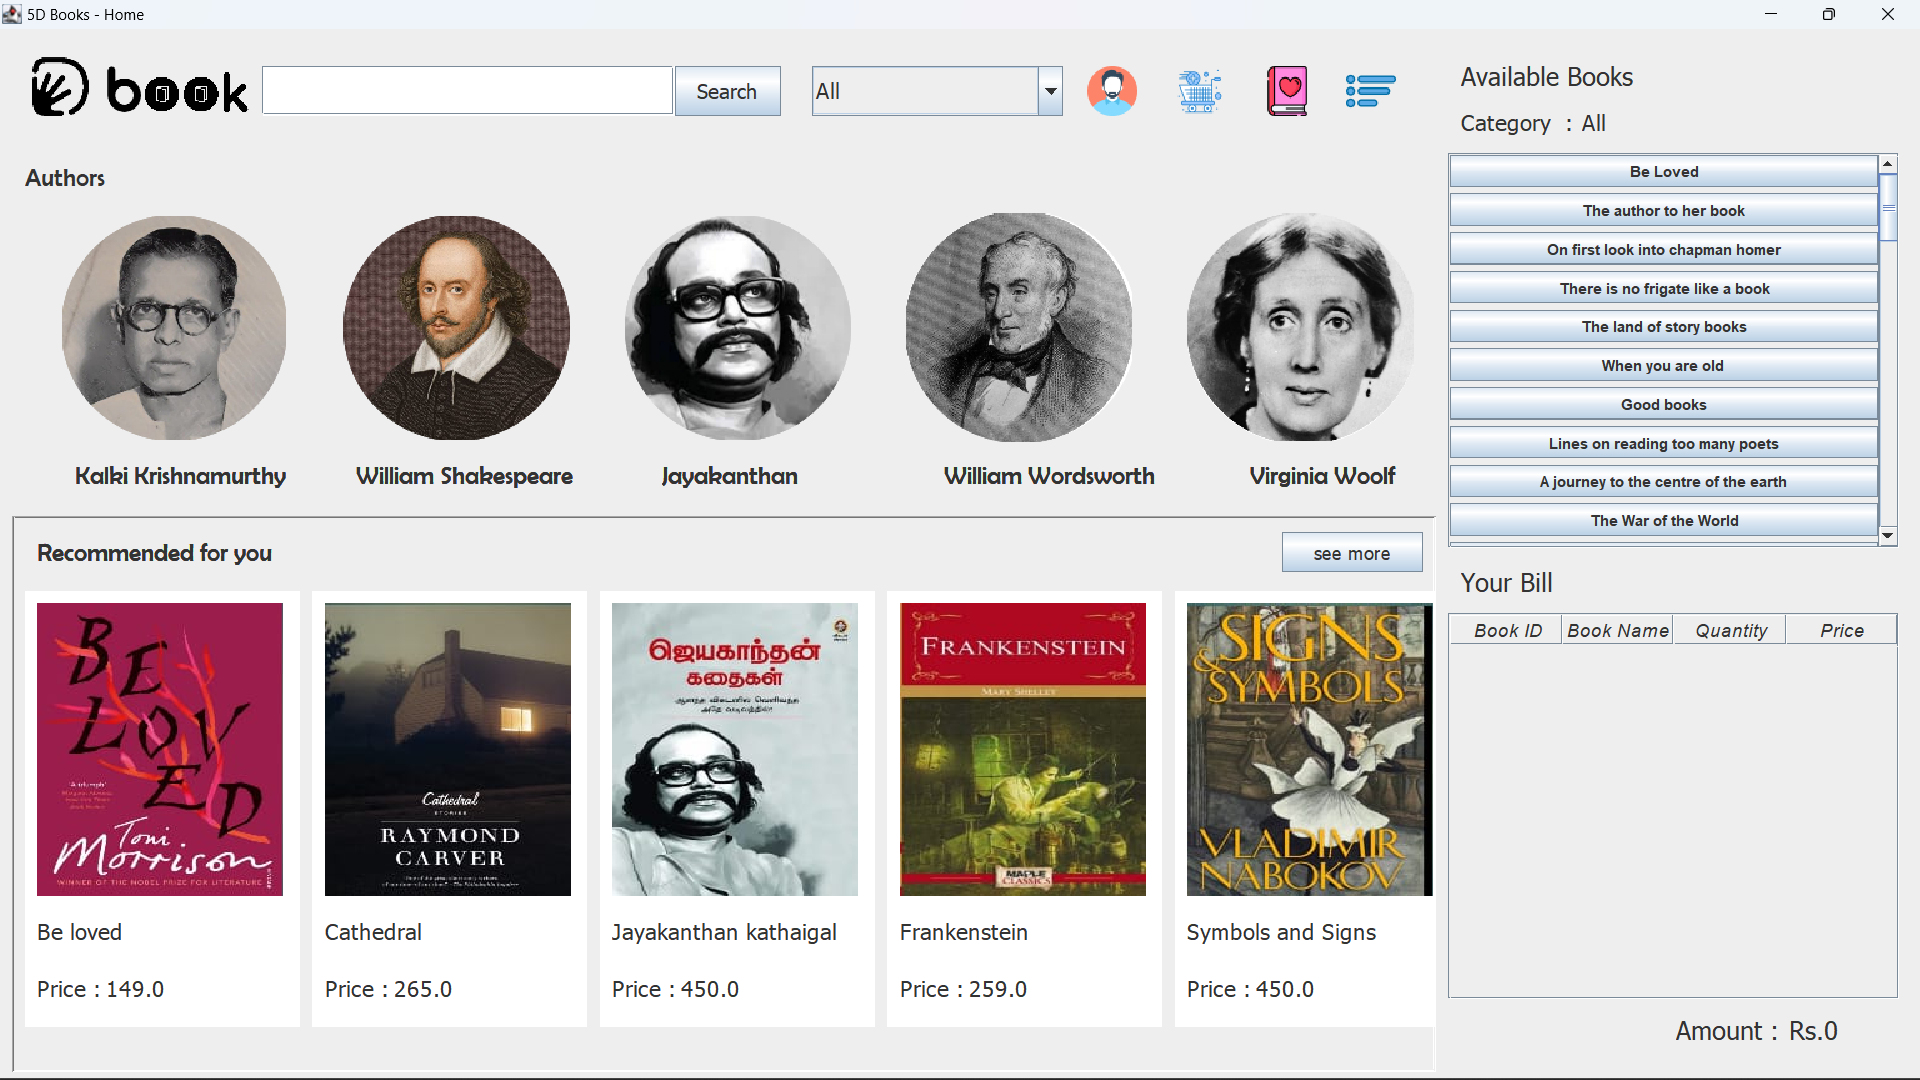 5D Books - Home
book
Search
All
Available Books
Category : All
Authors
Be Loved
The author to her book
On first look into chapman homer
There is no frigate like a book
The land of story books
When you are old
Good books
Lines on reading too many poets
A journey to the centre of the earth
The War of the World
Kalki Krishnamurthy
William Shakespeare
Jayakanthan
William Wordsworth
Virginia Woolf
Recommended for you
see more
Your Bill
Book ID
Book Name
Quantity
Price
BE
LOV
ED
'A triumph'
Toni
Morrison
WINNER OF THE NOBEL PRIZE FOR LITERATURE
Cathedral
STORIES
RAYMOND
CARVER
ஜெயகாந்தன்
கதைகள்
FRANKENSTEIN
MARY SHELLEY
MAPLE
CLASSICS
SIGNS
& SYMBOLS
VLADIMIR
NABOKOV
Be loved
Price : 149.0
Cathedral
Price : 265.0
Jayakanthan kathaigal
Price : 450.0
Frankenstein
Price : 259.0
Symbols and Signs
Price : 450.0
Amount : Rs.0